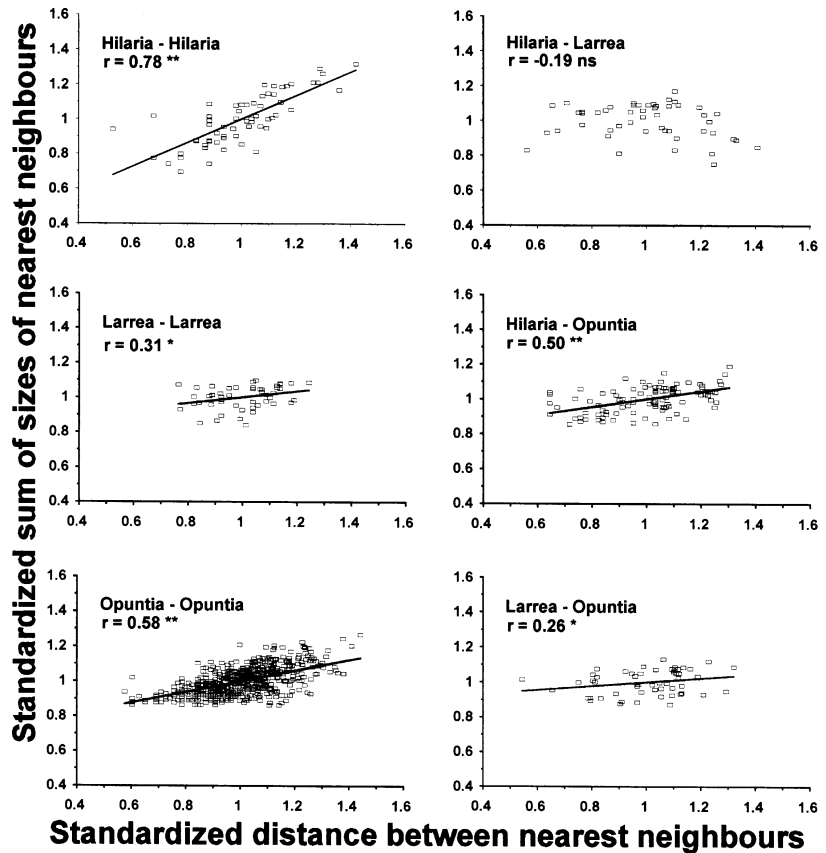 Standardized sum of sizes of nearest neighbours
Hilaria - Hilaria
r = 0.78 **
1.6
1.4
1.2
1.0
0.8
0.6
0.4
0.4 0.6 0.8 1 1.2 1.4 1.6
Hilaria - Larrea
r = -0.19 ns
1.6
1.4
1.2
1.0
0.8
0.6
0.4
0.4 0.6 0.8 1 1.2 1.4 1.6
Larrea - Larrea
r = 0.31 *
1.6
1.4
1.2
1
0.8
0.6
0.4
0.4 0.6 0.8 1 1.2 1.4 1.6
Hilaria - Opuntia
r = 0.50 **
1.6
1.4
1.2
1.0
0.8
0.6
0.4
0.4 0.6 0.8 1 1.2 1.4 1.6
Opuntia - Opuntia
r = 0.58 **
1.6
1.4
1.2
1
0.8
0.6
0.4
0.4 0.6 0.8 1.0 1.2 1.4 1.6
Larrea - Opuntia
r = 0.26 *
1.6
1.4
1.2
1.0
0.8
0.6
0.4
0.4 0.6 0.8 1 1.2 1.4 1.6
Standardized distance between nearest neighbours